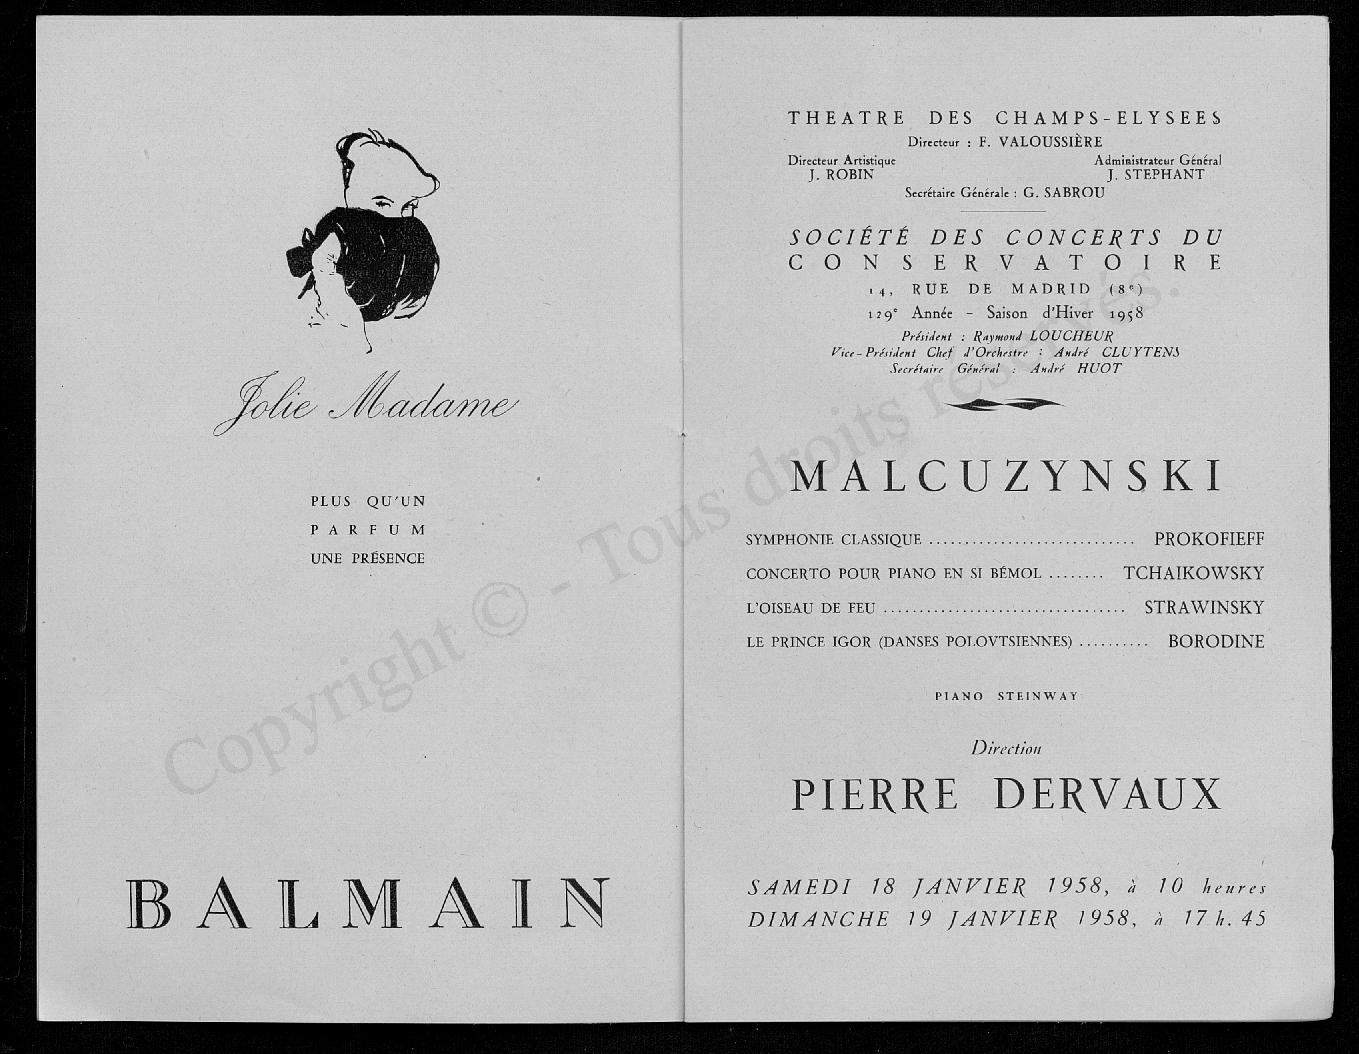 Jolie Madame
PLUS QU'UN
PARFUM
UNE PRÉSENCE
BALMAIN
THEATRE DES CHAMPS-ELYSEES
Directeur : F. VALOUSSIÈRE
Directeur Artistique Administrateur Général
J. ROBIN J. STEPHANT
Secrétaire Générale : G. SABROU
SOCIÉTÉ DES CONCERTS DU
CONSERVATOIRE
14, RUE DE MADRID (8e)
129e Année - Saison d'Hiver 1958
Président : Raymond LOUCHEUR
Vice-Président Chef d'Orchestre : André CLUYTENS
Secrétaire Général : André HUOT
MALCUZYNSKI
SYMPHONIE CLASSIQUE ............................ PROKOFIEFF
CONCERTO POUR PIANO EN SI BÉMOL ........ TCHAIKOWSKY
L'OISEAU DE FEU ................................. STRAWINSKY
LE PRINCE IGOR (DANSES POLOVTSIENNES) .......... BORODINE
PIANO STEINWAY
Direction
PIERRE DERVAUX
SAMEDI 18 JANVIER 1958, à 10 heures
DIMANCHE 19 JANVIER 1958, à 17 h. 45
Copyright © - Tous droits réservés.